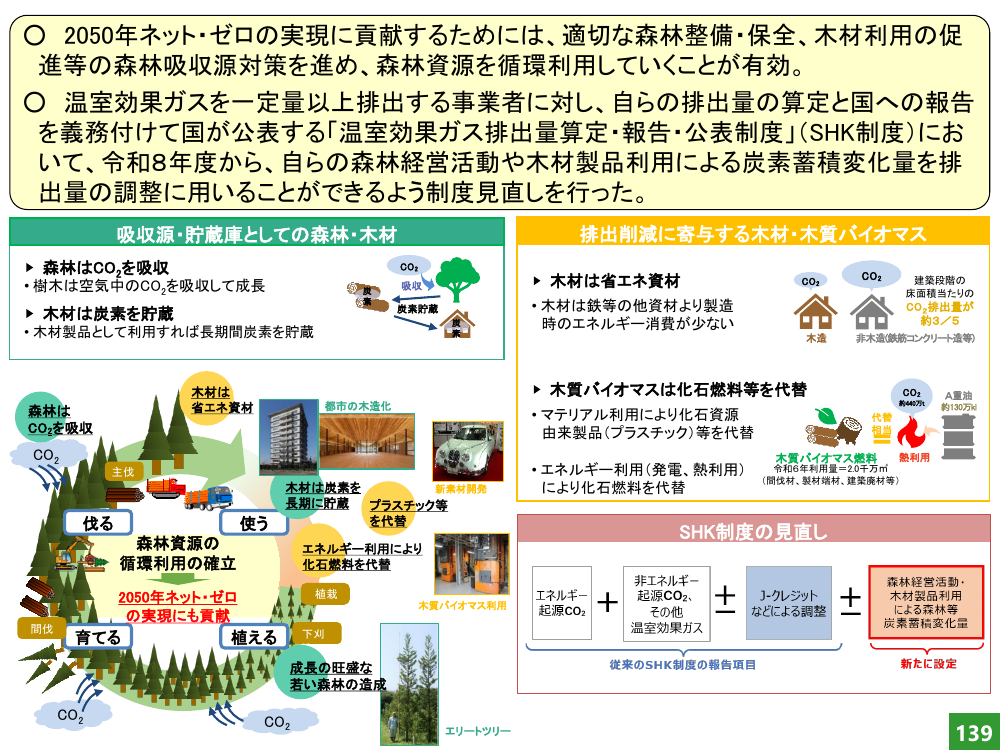 ○ 2050年ネット・ゼロの実現に貢献するためには、適切な森林整備・保全、木材利用の促
進等の森林吸収源対策を進め、森林資源を循環利用していくことが有効。
○ 温室効果ガスを一定量以上排出する事業者に対し、自らの排出量の算定と国への報告
を義務付けて国が公表する「温室効果ガス排出量算定・報告・公表制度」（SHK制度）にお
いて、令和８年度から、自らの森林経営活動や木材製品利用による炭素蓄積変化量を排
出量の調整に用いることができるよう制度見直しを行った。
吸収源・貯蔵庫としての森林・木材
▶ 森林はCO2を吸収
・樹木は空気中のCO2を吸収して成長
▶ 木材は炭素を貯蔵
・木材製品として利用すれば長期間炭素を貯蔵
CO2
吸収
炭素
炭素貯蔵
炭素
排出削減に寄与する木材・木質バイオマス
▶ 木材は省エネ資材
・木材は鉄等の他資材より製造
時のエネルギー消費が少ない
CO2
CO2
木造
非木造(鉄筋コンクリート造等)
建築段階の
床面積当たりの
CO2排出量が
約３／５
▶ 木質バイオマスは化石燃料等を代替
・マテリアル利用により化石資源
由来製品（プラスチック）等を代替
・エネルギー利用（発電、熱利用）
により化石燃料を代替
CO2
約440万t
A重油
約130万kl
代替
相当
木質バイオマス燃料
熱利用
令和6年利用量＝2.0千万㎥
（間伐材、製材端材、建築廃材等）
森林は
CO2を吸収
CO2
木材は
省エネ資材
都市の木造化
主伐
木材は炭素を
長期に貯蔵
新素材開発
プラスチック等
を代替
伐る
使う
森林資源の
循環利用の確立
エネルギー利用により
化石燃料を代替
木質バイオマス利用
2050年ネット・ゼロ
の実現にも貢献
植栽
間伐
育てる
植える
下刈
成長の旺盛な
若い森林の造成
CO2
CO2
エリートツリー
SHK制度の見直し
エネルギー
起源CO2
＋
非エネルギー
起源CO2、
その他
温室効果ガス
±
J-クレジット
などによる調整
±
森林経営活動・
木材製品利用
による森林等
炭素蓄積変化量
従来のSHK制度の報告項目
新たに設定
139